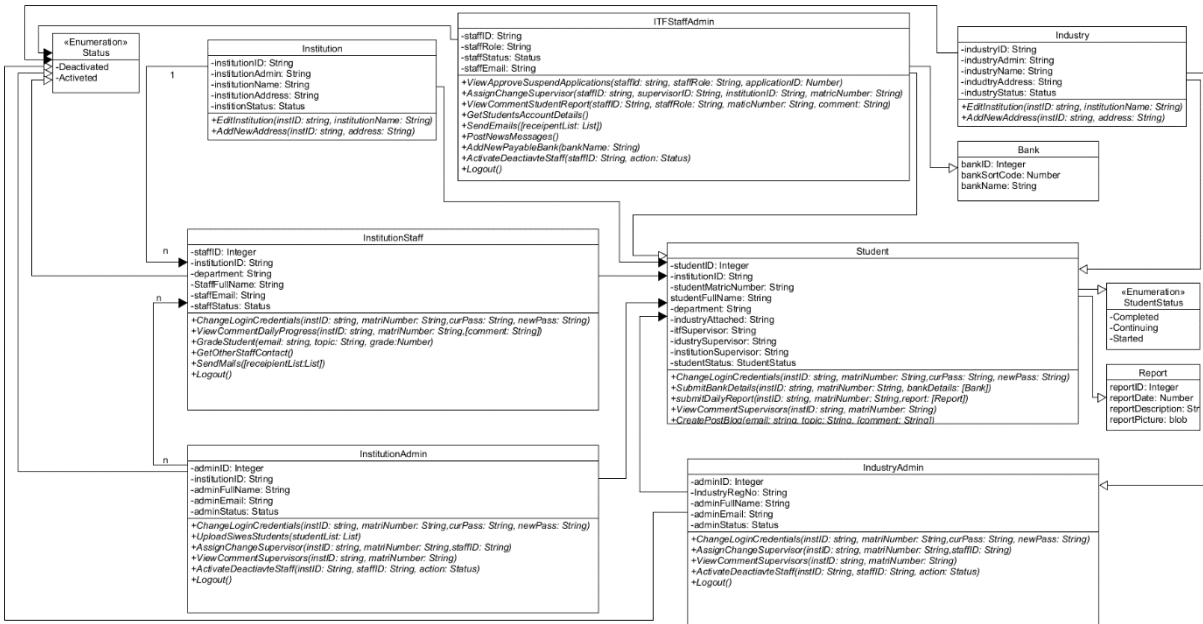 «Enumeration»
Status
-Deactivated
-Activeted
Institution
-institutionID: String
-institutionAdmin: String
-institutionName: String
-institutionAddress: String
-institionStatus: Status
+EditInstitution(instID: string, institutionName: String)
+AddNewAddress(instID: string, address: String)
ITFStaffAdmin
-staffID: String
-staffRole: String
-staffStatus: Status
-staffEmail: String
+ViewApproveSuspendApplications(staffId: string, staffRole: String, applicationID: Number)
+AssignChangeSupervisor(staffID: string, supervisorID: String, institutionID: String, matricNumber: String)
+ViewCommentStudentReport(staffID: String, staffRole: String, maticNumber: String, comment: String)
+GetStudentsAccountDetails()
+SendEmails([receipentList: List])
+PostNewsMessages()
+AddNewPayableBank(bankName: String)
+ActivateDeactiavteStaff(staffID: String, action: Status)
+Logout()
Industry
-industryID: String
-industryAdmin: String
-industryName: String
-industryAddress: String
-industryStatus: Status
+EditInstitution(instID: string, institutionName: String)
+AddNewAddress(instID: string, address: String)
Bank
bankID: Integer
bankSortCode: Number
bankName: String
1
n
n
n
InstitutionStaff
-staffID: Integer
-institutionID: String
-department: String
-StaffFullName: String
-staffEmail: String
-staffStatus: Status
+ChangeLoginCredentials(instID: string, matriNumber: String,curPass: String, newPass: String)
+ViewCommentDailyProgress(instID: string, matriNumber: String,[comment: String])
+GradeStudent(email: string, topic: String, grade:Number)
+GetOtherStaffContact()
+SendMails([receipientList:List])
+Logout()
Student
-studentID: Integer
-institutionID: String
-studentMatricNumber: String
studentFullName: String
-department: String
-industryAttached: String
-itfSupervisor: String
-idustrySupervisor: String
-institutionSupervisor: String
-studentStatus: StudentStatus
+ChangeLoginCredentials(instID: string, matriNumber: String,curPass: String, newPass: String)
+SubmitBankDetails(instID: string, matriNumber: String, bankDetails: [Bank])
+submitDailyReport(instID: string, matriNumber: String,report: [Report])
+ViewCommentSupervisors(instID: string, matriNumber: String)
+CreatePostBlog(email: string, topic: String, [comment: String])
«Enumeration»
StudentStatus
-Completed
-Continuing
-Started
Report
reportID: Integer
reportDate: Number
reportDescription: Str
reportPicture: blob
InstitutionAdmin
-adminID: Integer
-institutionID: String
-adminFullName: String
-adminEmail: String
-adminStatus: Status
+ChangeLoginCredentials(instID: string, matriNumber: String,curPass: String, newPass: String)
+UploadSiwesStudents(studentList: List)
+AssignChangeSupervisor(instID: string, matriNumber: String,staffID: String)
+ViewCommentSupervisors(instID: string, matriNumber: String)
+ActivateDeactiavteStaff(instID: String, staffID: String, action: Status)
+Logout()
IndustryAdmin
-adminID: Integer
-IndustryRegNo: String
-adminFullName: String
-adminEmail: String
-adminStatus: Status
+ChangeLoginCredentials(instID: string, matriNumber: String,curPass: String, newPass: String)
+AssignChangeSupervisor(instID: string, matriNumber: String,staffID: String)
+ViewCommentSupervisors(instID: string, matriNumber: String)
+ActivateDeactiavteStaff(instID: String, staffID: String, action: Status)
+Logout()